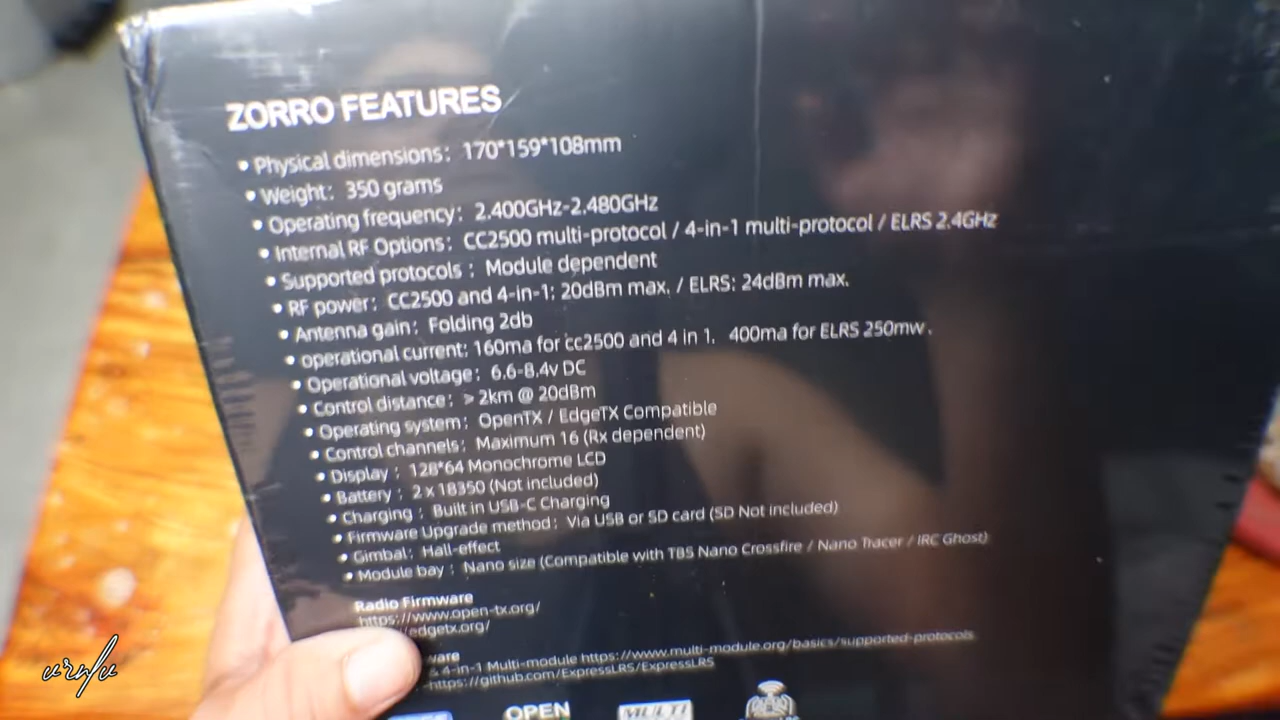 ZORRO FEATURES
• Physical dimensions: 170*159*108mm
• Weight: 350 grams
• Operating frequency: 2.400GHz-2.480GHz
• Internal RF Options: CC2500 multi-protocol / 4-in-1 multi-protocol / ELRS 2.4GHz
• Supported protocols : Module dependent
• RF power: CC2500 and 4-in-1: 20dBm max. / ELRS: 24dBm max.
• Antenna gain: Folding 2db
• operational current: 160ma for cc2500 and 4 in 1. 400ma for ELRS 250mw.
• Operational voltage: 6.6-8.4v DC
• Control distance: > 2km @ 20dBm
• Operating system: OpenTX / EdgeTX Compatible
• Control channels: Maximum 16 (Rx dependent)
• Display : 128*64 Monochrome LCD
• Battery : 2 x 18350 (Not included)
• Charging : Built in USB-C Charging
• Firmware Upgrade method: Via USB or SD card (SD Not included)
• Gimbal: Hall-effect
• Module bay : Nano size (Compatible with TBS Nano Crossfire / Nano Tracer / IRC Ghost)
Radio Firmware
https://www.open-tx.org/
/edgetx.org/
ware
4-in-1 Multi-module https://www.multi-module.org/basics/supported-protocols
https://github.com/ExpressLRS/ExpressLRS
OPEN
MULTI